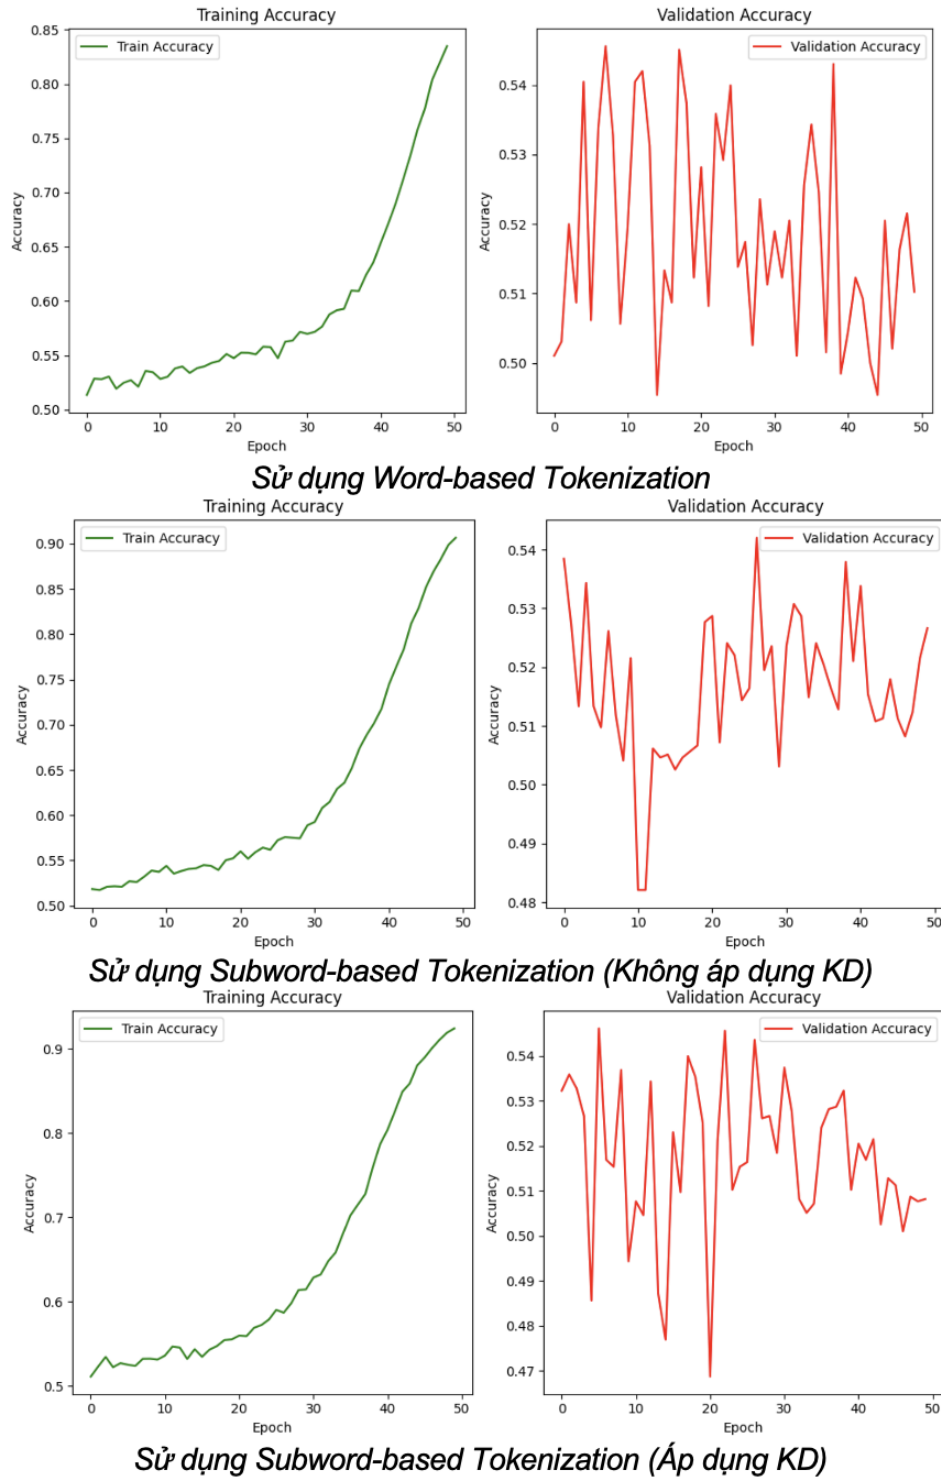 Training Accuracy
Validation Accuracy
Train Accuracy
Validation Accuracy
0.85
0.80
0.75
0.70
0.65
0.60
0.55
0.50
Accuracy
0 10 20 30 40 50
Epoch
0.54
0.53
0.52
0.51
0.50
Accuracy
0 10 20 30 40 50
Epoch
Sử dụng Word-based Tokenization
Training Accuracy
Validation Accuracy
Train Accuracy
Validation Accuracy
0.90
0.85
0.80
0.75
0.70
0.65
0.60
0.55
0.50
Accuracy
0 10 20 30 40 50
Epoch
0.54
0.53
0.52
0.51
0.50
0.49
0.48
Accuracy
0 10 20 30 40 50
Epoch
Sử dụng Subword-based Tokenization (Không áp dụng KD)
Training Accuracy
Validation Accuracy
Train Accuracy
Validation Accuracy
0.9
0.8
0.7
0.6
0.5
Accuracy
0 10 20 30 40 50
Epoch
0.54
0.53
0.52
0.51
0.50
0.49
0.48
0.47
Accuracy
0 10 20 30 40 50
Epoch
Sử dụng Subword-based Tokenization (Áp dụng KD)